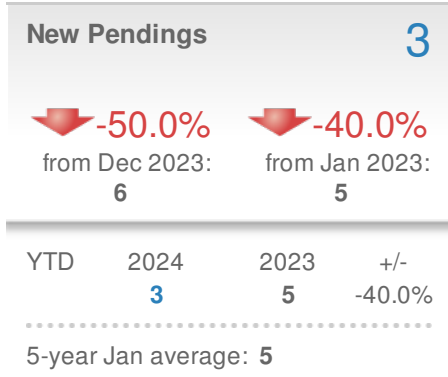 New Pendings 3
-50.0% -40.0%
from Dec 2023: from Jan 2023:
6 5
YTD 2024 2023 +/-
3 5 -40.0%
5-year Jan average: 5